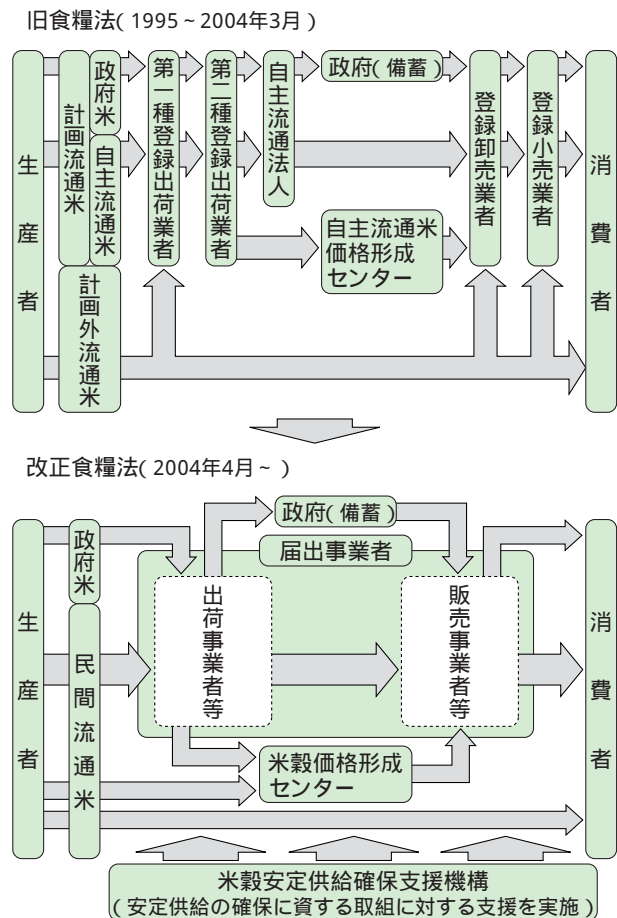 旧食糧法(1995~2004年3月)
生産者
計画流通米
政府米
自主流通米
計画外流通米
第一種登録出荷業者
第二種登録出荷業者
自主流通法人
政府(備蓄)
自主流通米
価格形成
センター
登録卸売業者
登録小売業者
消費者
改正食糧法(2004年4月~)
生産者
政府米
民間流通米
政府(備蓄)
届出事業者
出荷事業者等
販売事業者等
米穀価格形成
センター
消費者
米穀安定供給確保支援機構
(安定供給の確保に資する取組に対する支援を実施)